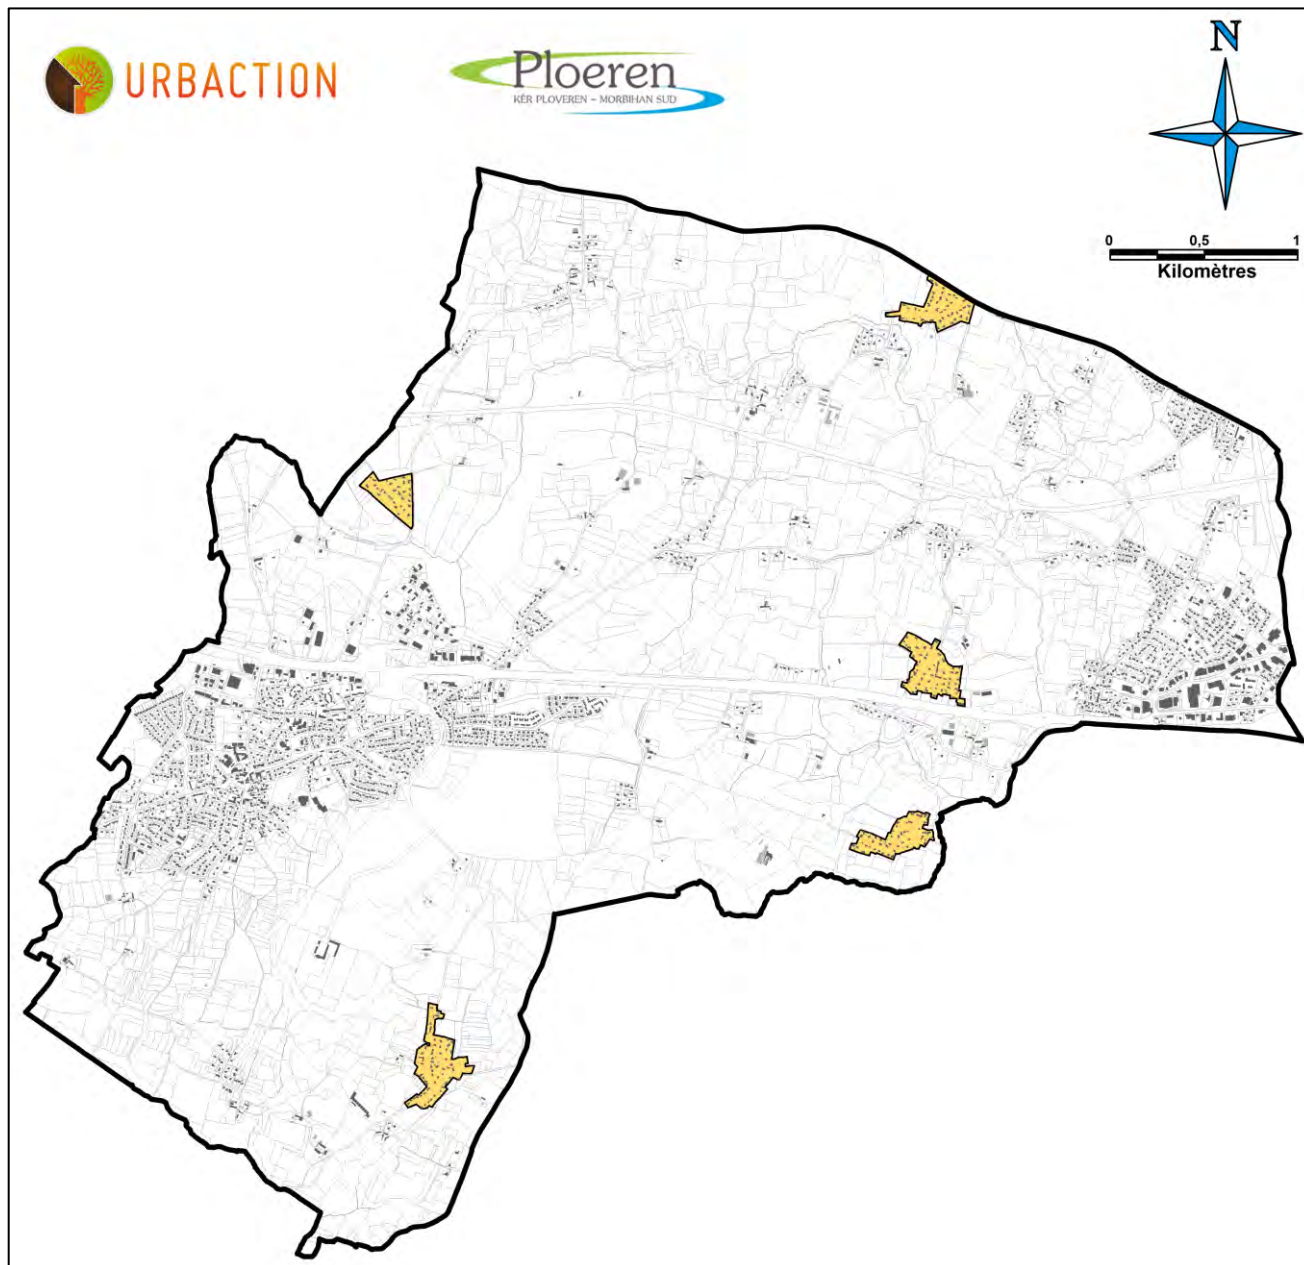 URBACTION
Ploeren
KÊR PLOVEREN – MORBIHAN SUD
N
0 0,5 1
Kilomètres